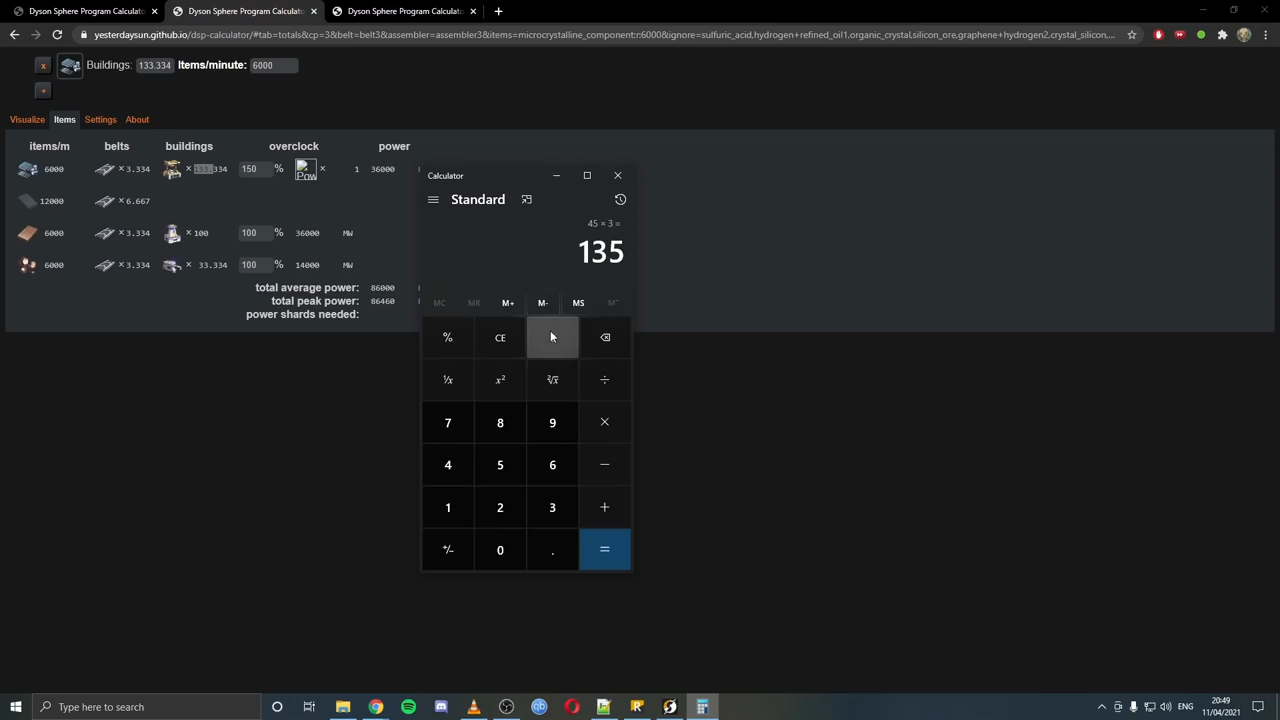 Dyson Sphere Program Calculato
Dyson Sphere Program Calculato
Dyson Sphere Program Calculato
yesterdaysun.github.io/dsp-calculator/#tab=totals&cp=3&belt=belt3&assembler=assembler3&items=microcrystalline_component:r:6000&ignore=sulfuric_acid,hydrogen+refined_oil1.organic_crystal,silicon_ore,graphene+hydrogen2,crystal_silicon,...
x Buildings: 133.334 Items/minute: 6000
+
Visualize Items Settings About
items/m belts buildings overclock power
6000 × 3.334 × 133.334 150 % Pow × 1 36000
12000 × 6.667
6000 × 3.334 × 100 100 % 36000 MW
6000 × 3.334 × 33.334 100 % 14000 MW
total average power: 86000
total peak power: 86460
power shards needed:
Calculator
Standard
45 × 3 =
135
MC MR M+ M- MS M˅
% CE
⅟x x² ²√x ÷
7 8 9 ×
4 5 6 −
1 2 3 +
+/− 0 . =
Type here to search
ENG
20:49
11/04/2021